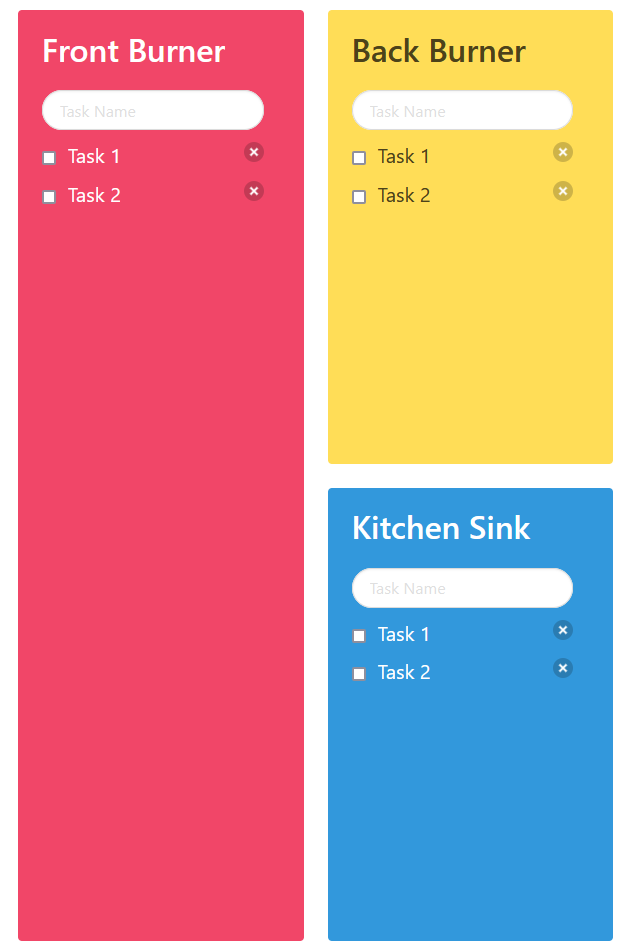 Front Burner
Task Name
Task 1
Task 2
Back Burner
Task Name
Task 1
Task 2
Kitchen Sink
Task Name
Task 1
Task 2